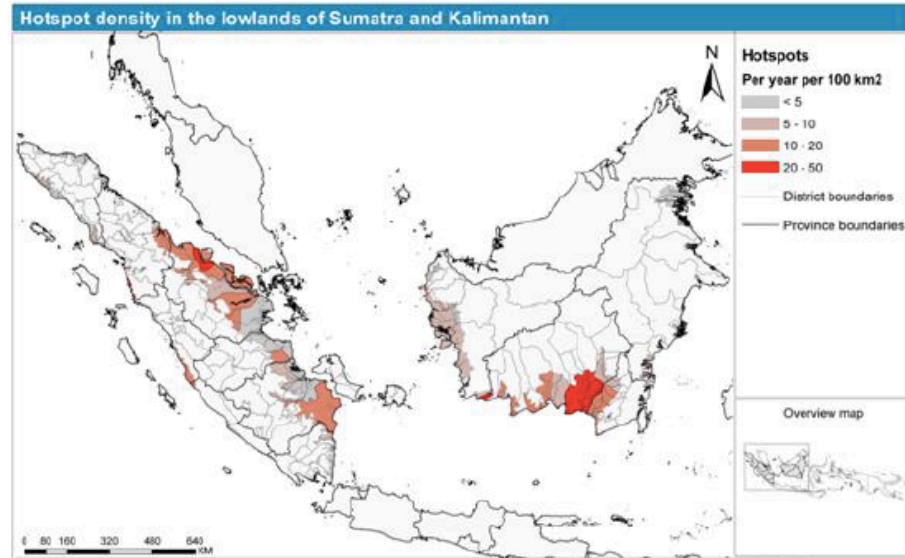 Hotspot density in the lowlands of Sumatra and Kalimantan
N
Hotspots
Per year per 100 km2
< 5
5 - 10
10 - 20
20 - 50
District boundaries
Province boundaries
Overview map
0 80 160 320 480 640
KM